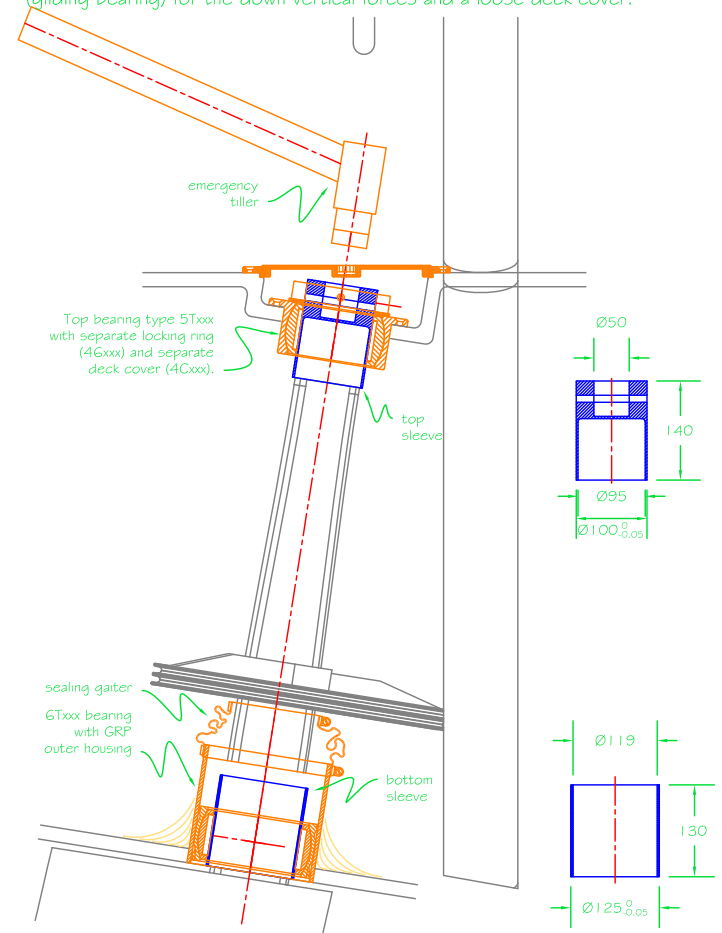 (gliding bearing) for the down vertical forces and a loose deck cover.
emergency
tiller
Top bearing type 5Txxx
with separate locking ring
(4Gxxx) and separate
deck cover (4Cxxx).
top
sleeve
Ø50
140
Ø95
Ø100 0 -0.05
sealing gaiter
6Txxx bearing
with GRP
outer housing
bottom
sleeve
Ø119
130
Ø125 0 -0.05